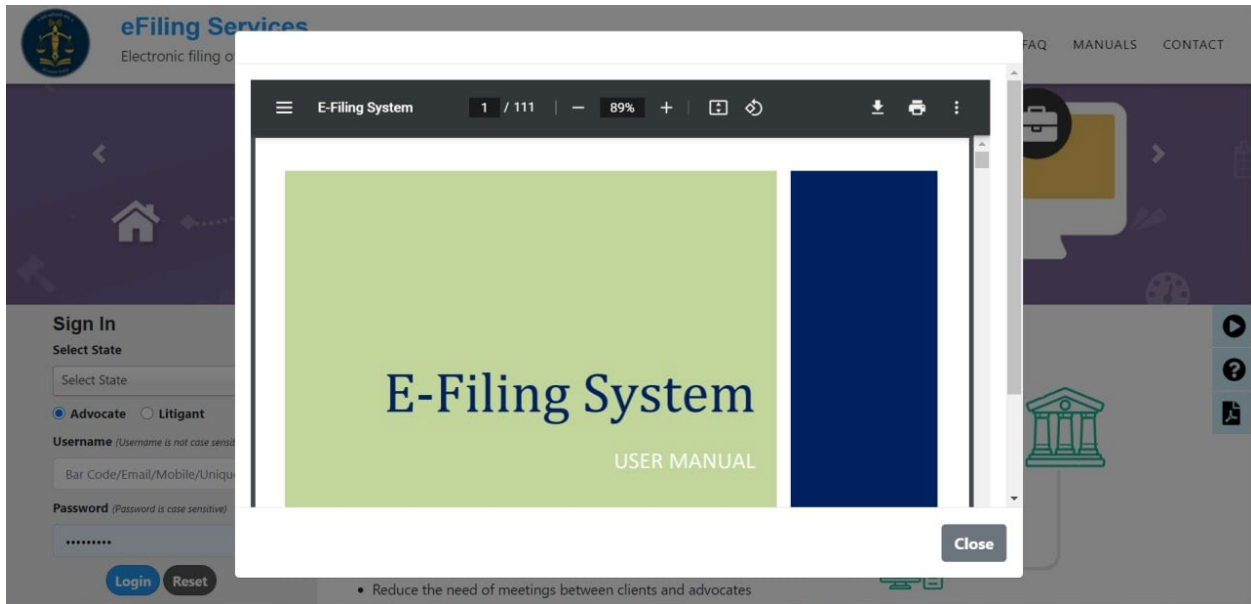 eFiling Services
Electronic filing o
FAQ MANUALS CONTACT
E-Filing System 1 / 111 89%
E-Filing System
USER MANUAL
Close
Sign In
Select State
Select State
Advocate Litigant
Username (Username is not case sensit
Bar Code/Email/Mobile/Uniqu
Password (Password is case sensitive)
Login Reset
Reduce the need of meetings between clients and advocates